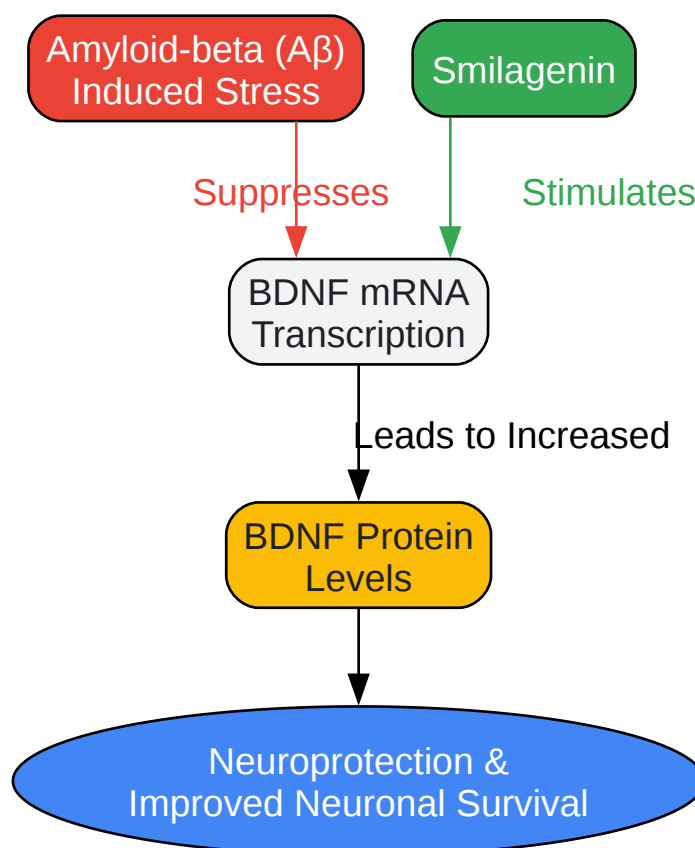 Amyloid-beta (Aβ)
Induced Stress
Smilagenin
Suppresses
Stimulates
BDNF mRNA
Transcription
Leads to Increased
BDNF Protein
Levels
Neuroprotection &
Improved Neuronal Survival